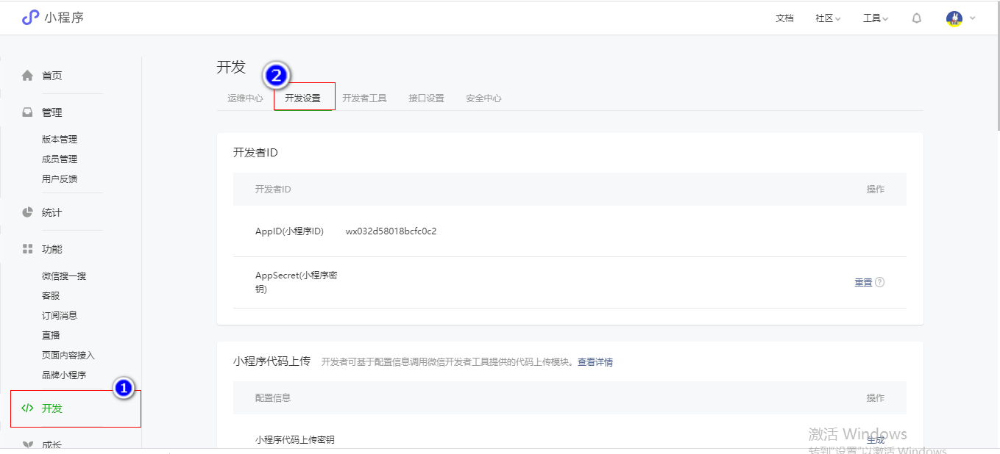 小程序
文档
社区
工具
首页
管理
版本管理
成员管理
用户反馈
统计
功能
微信搜一搜
客服
订阅消息
直播
页面内容接入
品牌小程序
1
开发
成长
开发
2
运维中心
开发设置
开发者工具
接口设置
安全中心
开发者ID
开发者ID
操作
AppID(小程序ID)
wx032d58018bcfc0c2
AppSecret(小程序密
钥)
重置
?
小程序代码上传
开发者可基于配置信息调用微信开发者工具提供的代码上传模块。查看详情
配置信息
操作
小程序代码上传密钥
生成
激活 Windows
转到"设置"以激活 Windows。